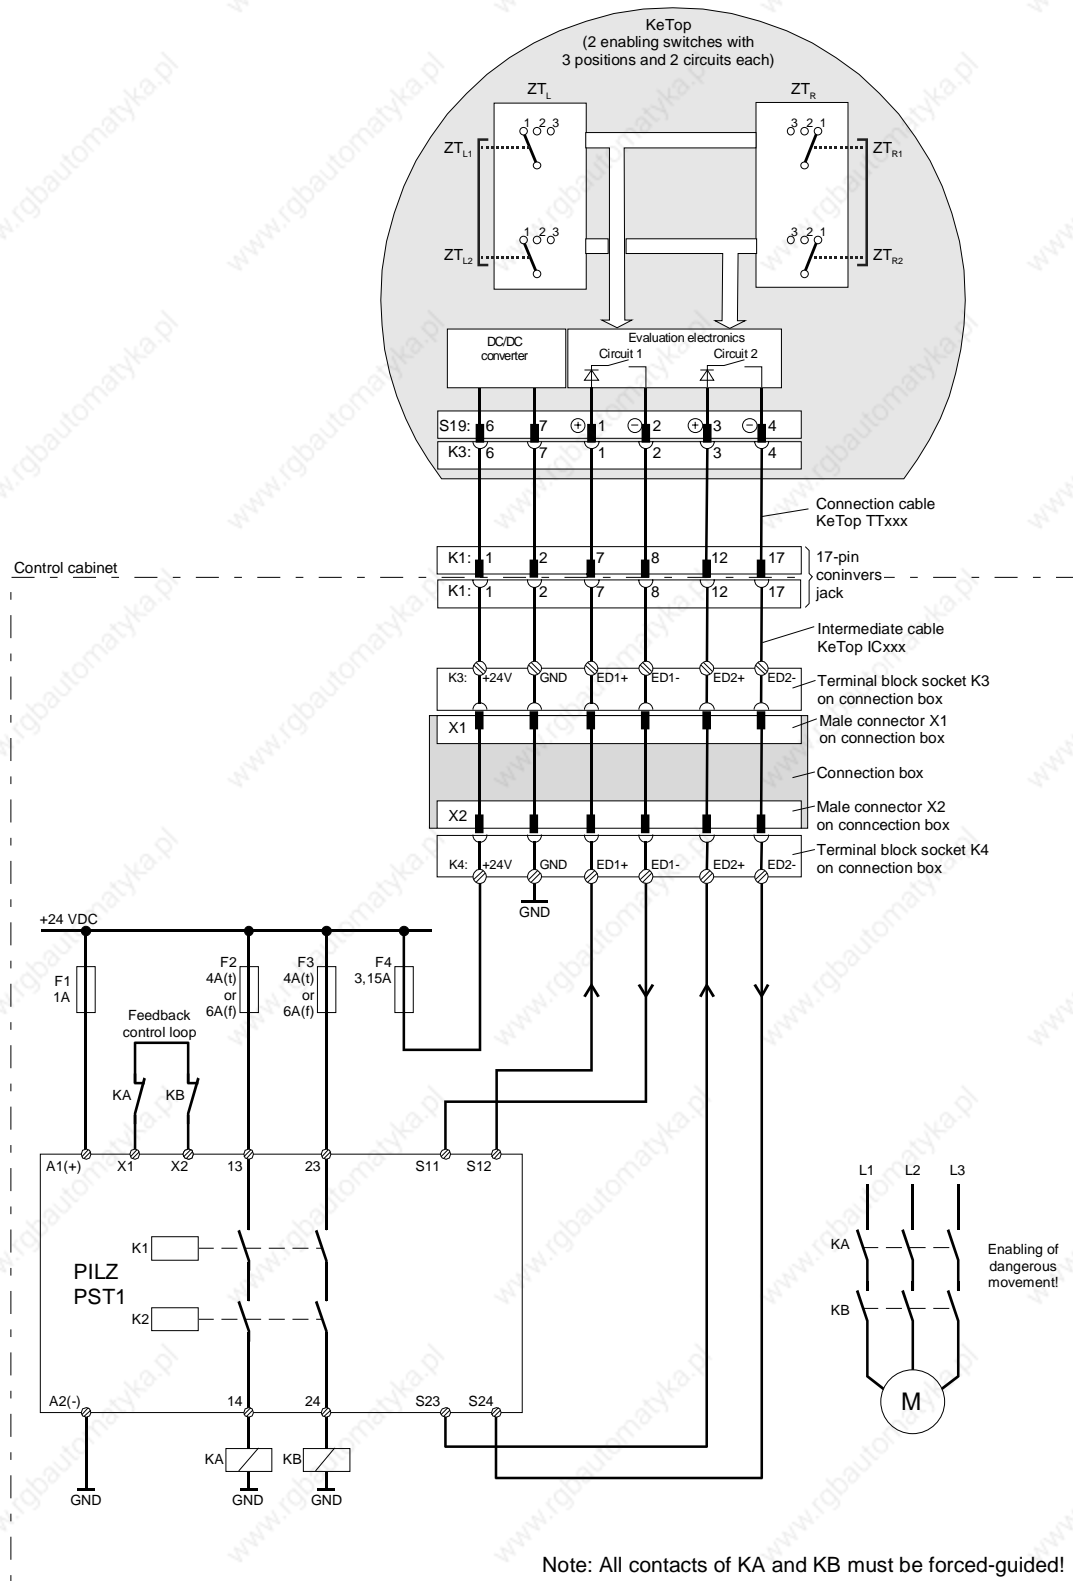 KeTop
(2 enabling switches with
3 positions and 2 circuits each)
ZTL
ZTR
1 2 3
3 2 1
ZTL1
ZTR1
1 2 3
3 2 1
ZTL2
ZTR2
DC/DC
converter
Evaluation electronics
Circuit 1
Circuit 2
S19: 6 7 + 1 - 2 + 3 - 4
K3: 6 7 1 2 3 4
Connection cable
KeTop TTxxx
K1: 1 2 7 8 12 17
17-pin
coninvers
jack
Control cabinet
K1: 1 2 7 8 12 17
Intermediate cable
KeTop ICxxx
K3: +24V GND ED1+ ED1- ED2+ ED2-
Terminal block socket K3
on connection box
X1
Male connector X1
on connection box
Connection box
X2
Male connector X2
on conncection box
K4: +24V GND ED1+ ED1- ED2+ ED2-
Terminal block socket K4
on connection box
GND
+24 VDC
F1
1A
F2
4A(t)
or
6A(f)
F3
4A(t)
or
6A(f)
F4
3,15A
Feedback
control loop
KA
KB
A1(+) X1 X2 13 23 S11 S12
K1
PILZ
PST1
K2
A2(-) 14 24 S23 S24
KA
KB
GND
GND
GND
L1 L2 L3
KA
KB
Enabling of
dangerous
movement!
M
Note: All contacts of KA and KB must be forced-guided!
www.rgbautomatyka.pl